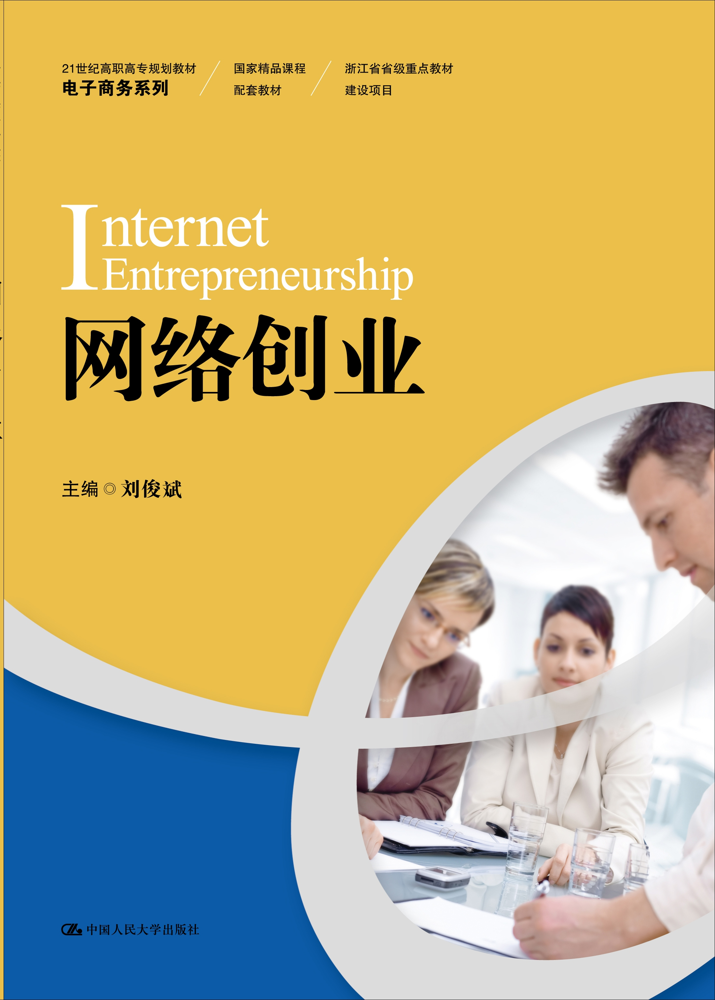 21世纪高职高专规划教材
电子商务系列
国家精品课程
配套教材
浙江省省级重点教材
建设项目
Internet
Entrepreneurship
网络创业
主编◎刘俊斌
中国人民大学出版社